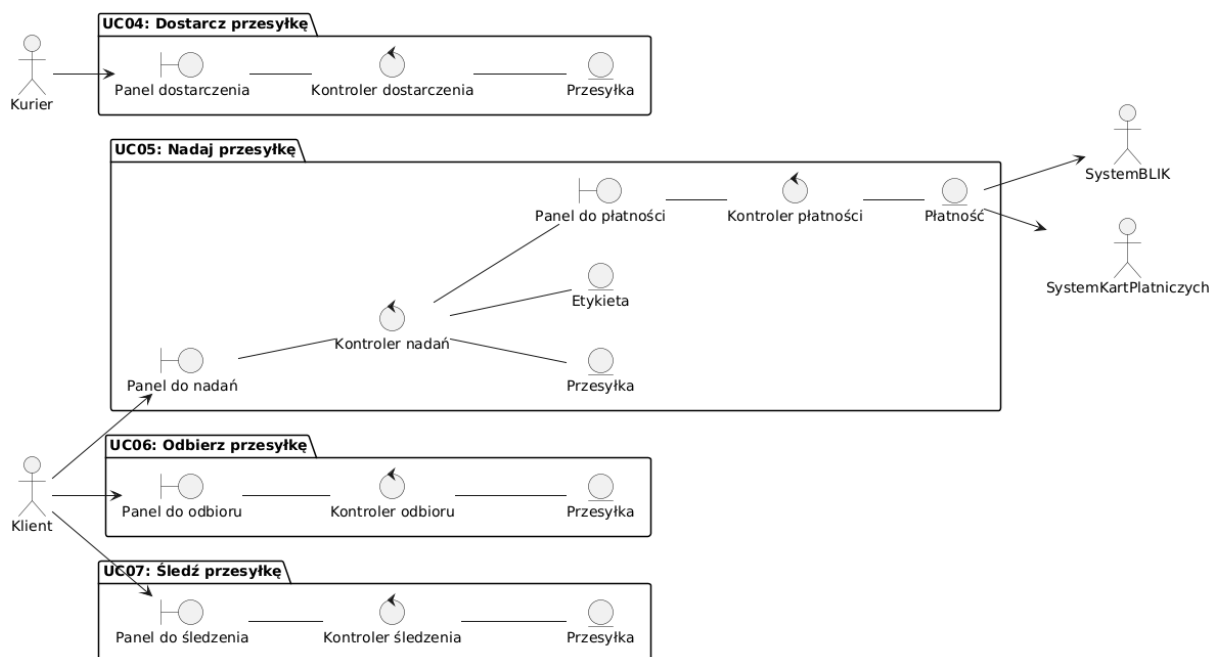 UC04: Dostarcz przesyłkę
Kurier
Panel dostarczenia
Kontroler dostarczenia
Przesyłka
UC05: Nadaj przesyłkę
Panel do płatności
Kontroler płatności
Płatność
SystemBLIK
SystemKartPlatniczych
Etykieta
Kontroler nadań
Panel do nadań
Przesyłka
UC06: Odbierz przesyłkę
Klient
Panel do odbioru
Kontroler odbioru
Przesyłka
UC07: Śledź przesyłkę
Panel do śledzenia
Kontroler śledzenia
Przesyłka